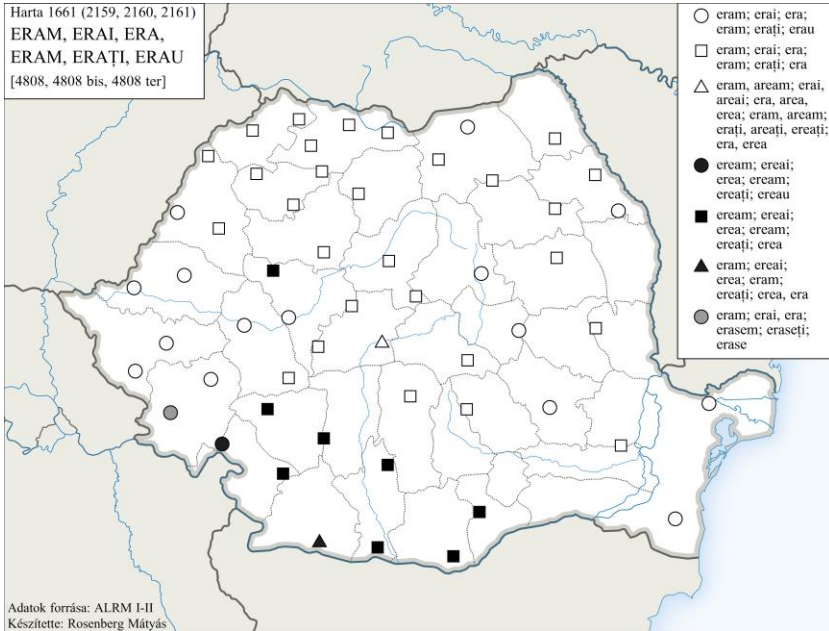 Harta 1661 (2159, 2160, 2161)
ERAM, ERAI, ERA,
ERAM, ERAȚI, ERAU
[4808, 4808 bis, 4808 ter]
eram; erai; era;
eram; erați; erau
eram; erai; era;
eram; erați; era
eram, aream; erai,
areai; era, area,
erea; eram, aream;
erați, areați, ereați;
era, erea
eream; ereai;
erea; eream;
ereați; ereau
eream; ereai;
erea; eream;
ereați; erea
eram; ereai;
erea; eram;
ereați; erea, era
eram; erai, era;
erasem; eraseți;
erase
Adatok forrása: ALRM I-II
Készítette: Rosenberg Mátyás